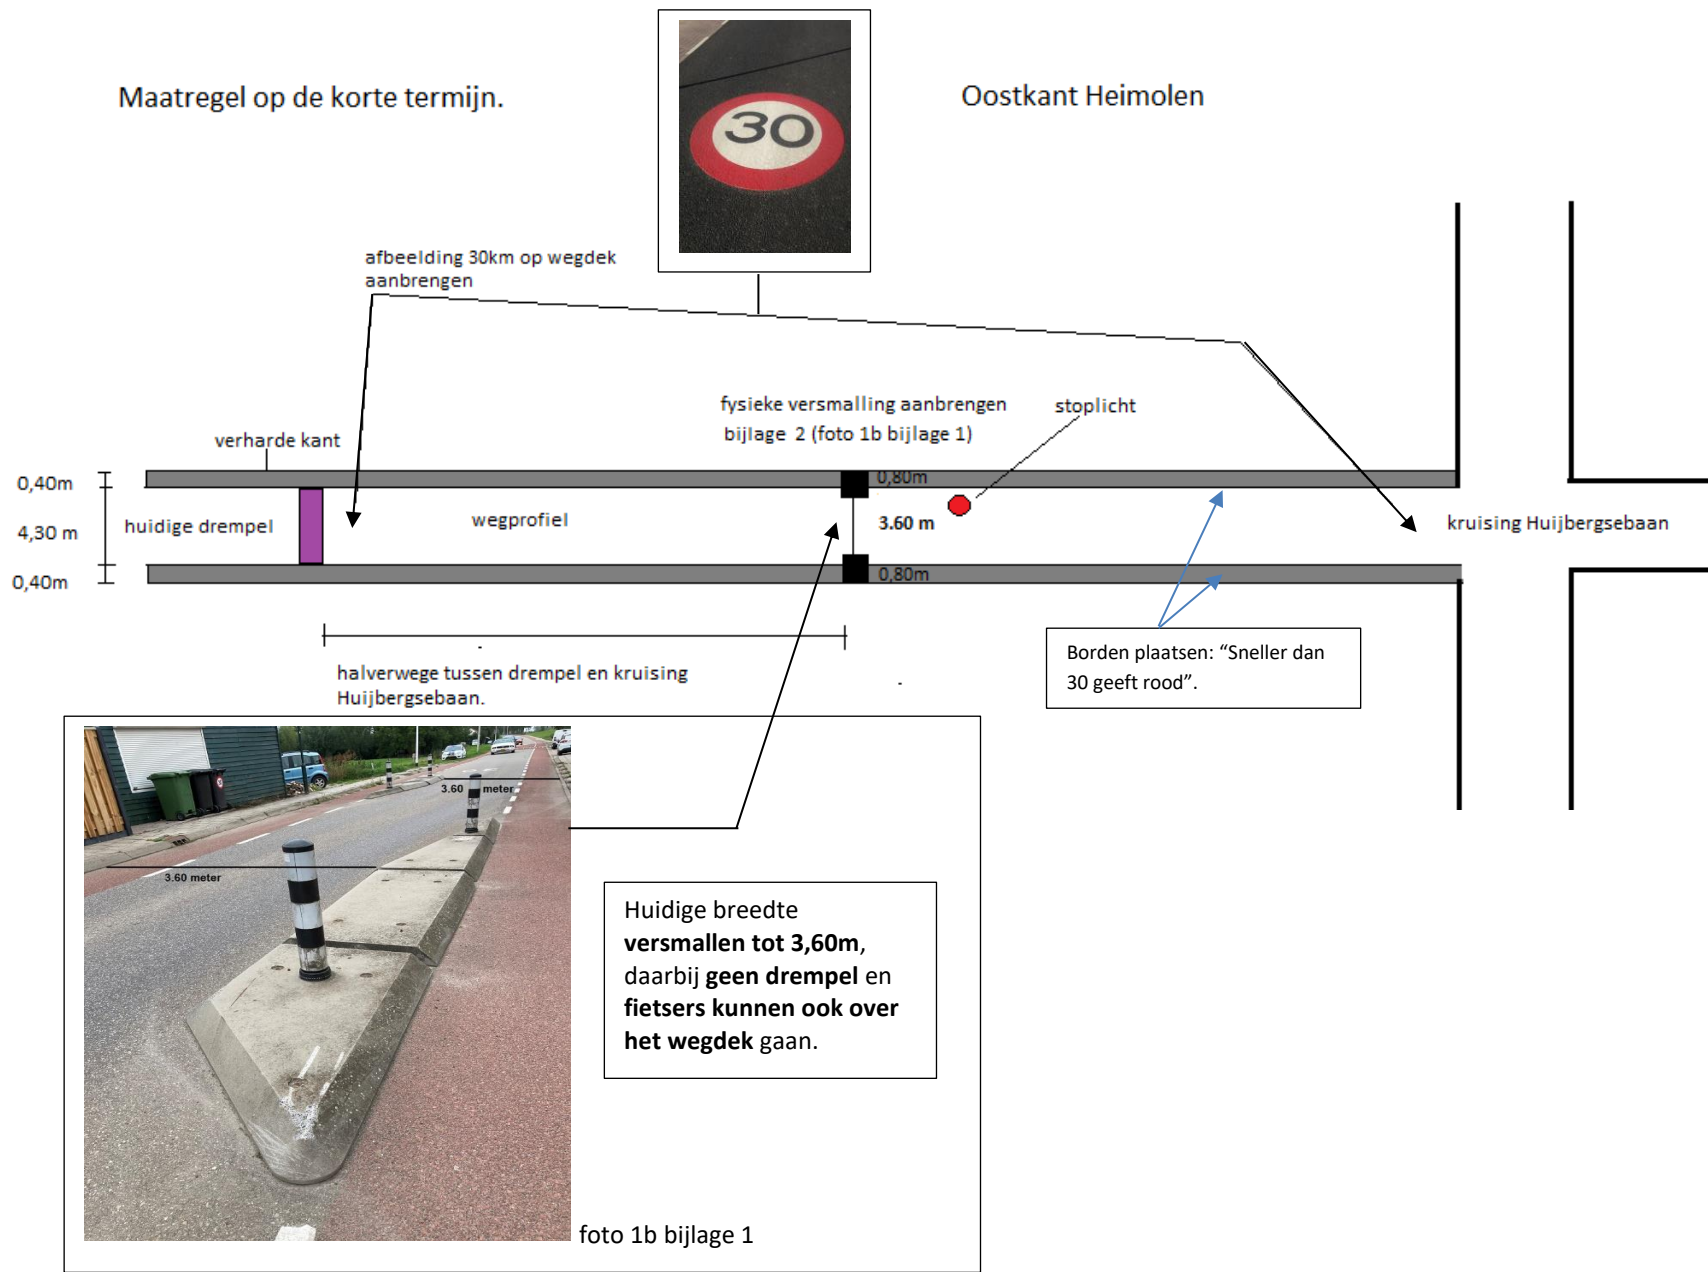 Maatregel op de korte termijn.
30
Oostkant Heimolen
afbeelding 30km op wegdek
aanbrengen
fysieke versmalling aanbrengen
bijlage 2 (foto 1b bijlage 1)
stoplicht
verharde kant
0,40m
4,30 m
0,40m
huidige drempel
wegprofiel
0,80m
3.60 m
0,80m
kruising Huijbergsebaan
halverwege tussen drempel en kruising
Huijbergsebaan.
Borden plaatsen: “Sneller dan
30 geeft rood”.
3.60 meter
3.60 meter
Huidige breedte
versmallen tot 3,60m,
daarbij geen drempel en
fietsers kunnen ook over
het wegdek gaan.
foto 1b bijlage 1